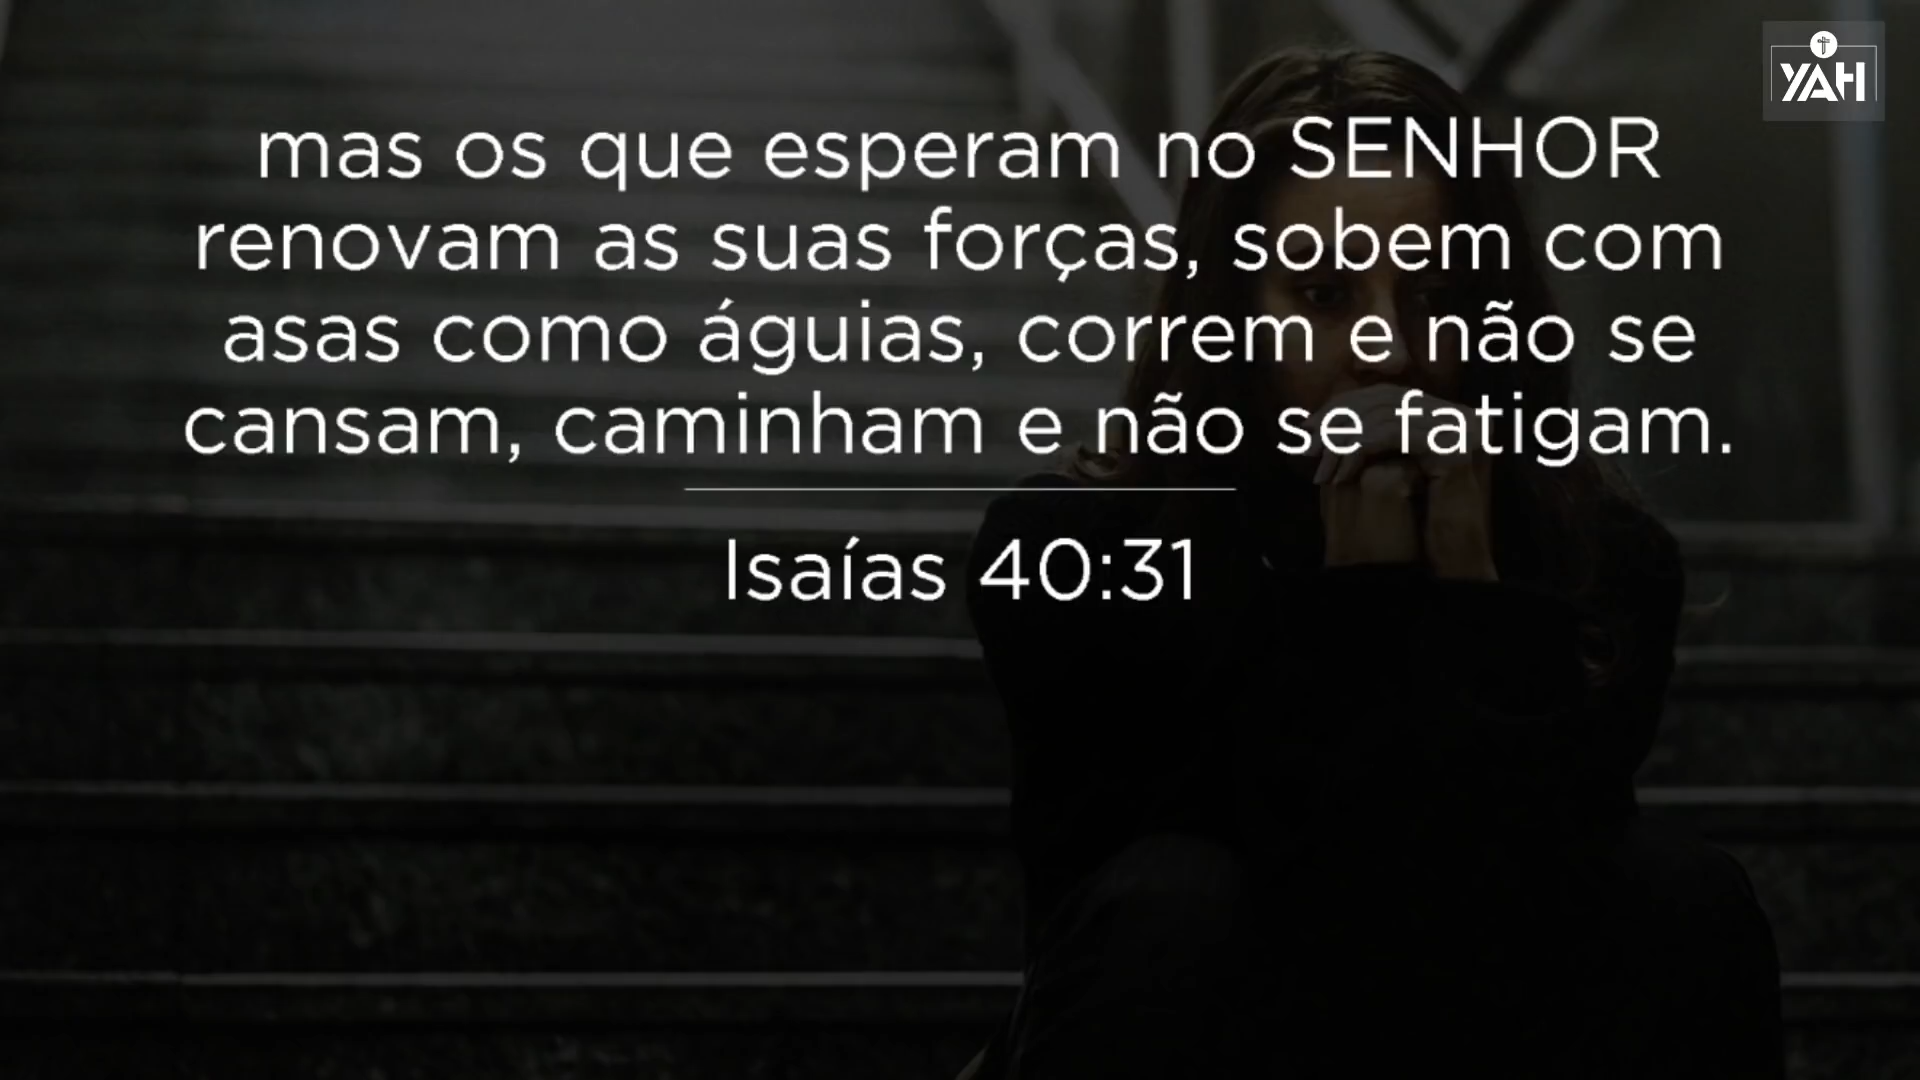 YAH
mas os que esperam no SENHOR
renovam as suas forças, sobem com
asas como águias, correm e não se
cansam, caminham e não se fatigam.
Isaías 40:31